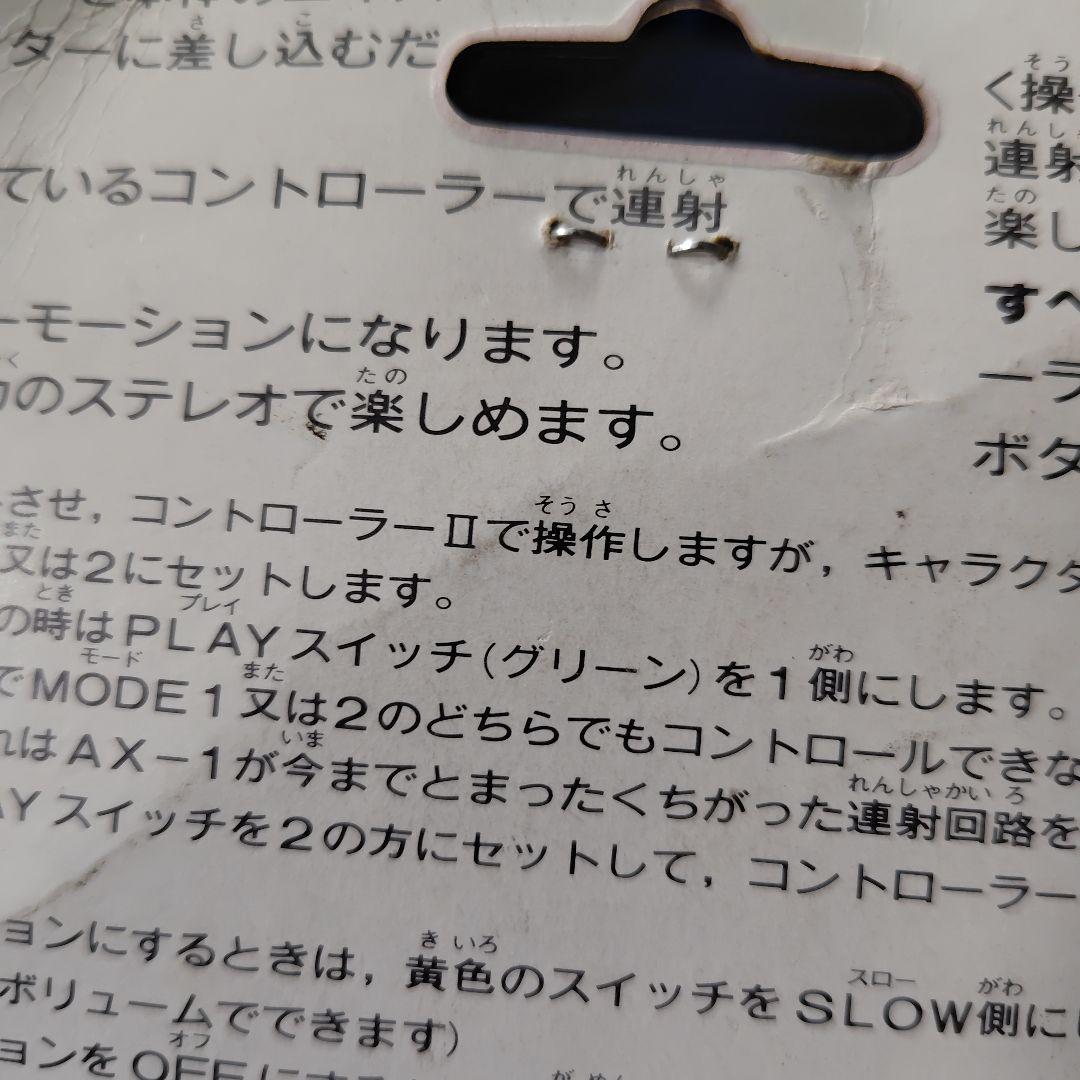 ターに差し込むだ
ているコントローラーで連射
ーモーションになります。
のステレオで楽しめます。
させ,コントローラーⅡで操作しますが,キャラクタ
又は2にセットします。
の時はPLAYスイッチ(グリーン)を1側にします。
でMODE1又は2のどちらでもコントロールできな
れはAX−1が今までとまったくちがった連射回路を
AYスイッチを2の方にセットして,コントローラー
ョンにするときは,黄色のスイッチをSLOW側に
ボリュームでできます)
ョンをOFFにする
〈操
連射
楽し
すべ
ーラ
ボタ